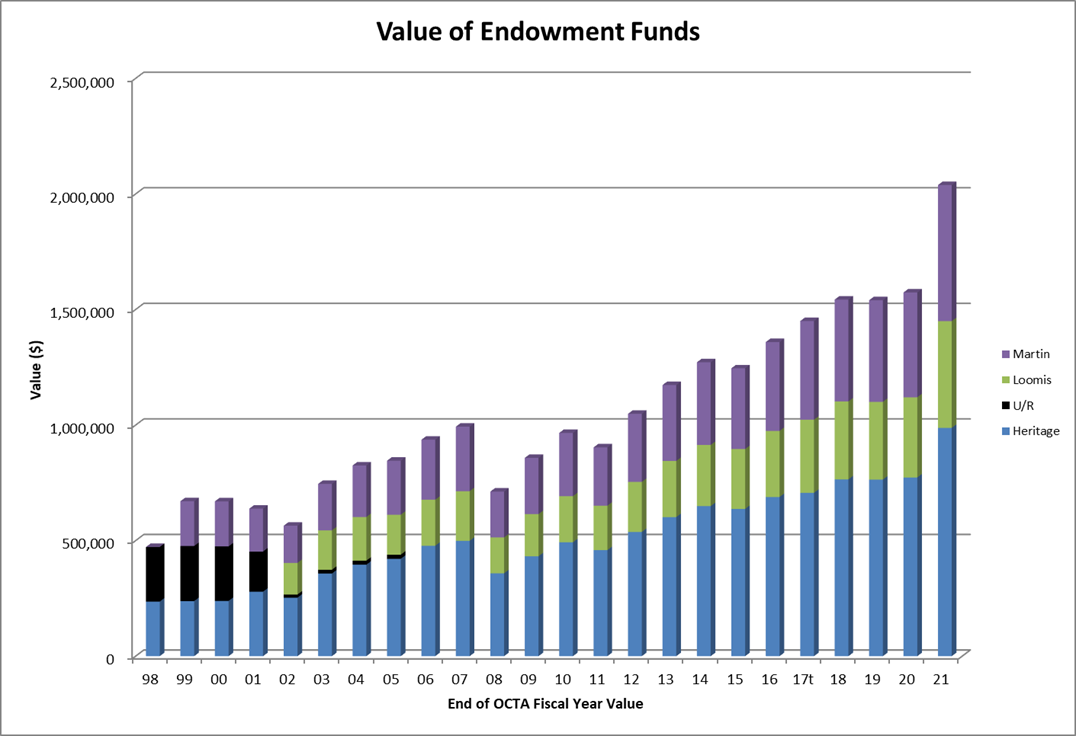 Value of Endowment Funds
2,500,000
2,000,000
1,500,000
1,000,000
500,000
0
Value ($)
98 99 00 01 02 03 04 05 06 07 08 09 10 11 12 13 14 15 16 17t 18 19 20 21
End of OCTA Fiscal Year Value
Martin
Loomis
U/R
Heritage